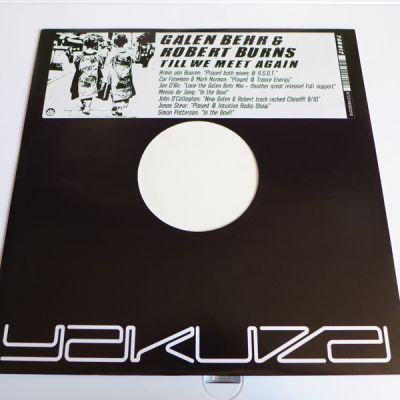 GALEN BEHR &
ROBERT BURNS
TILL WE MEET AGAIN
Armin van Buuren: "Played both mixes @ A.S.O.T."
Cor Fijneman & Mark Norman: "Played @ Trance Energy"
Jon O'Bir: "Love the Galen Behr Mix - Another great release! Full support"
Menno de Jong: "In the Box!"
John O'Callaghan: "New Galen & Robert track rocked China!!!! 9/10"
Jonas Steur: "Played @ Intuition Radio Show"
Simon Patterson: "In the Box!!"
YAKUZA